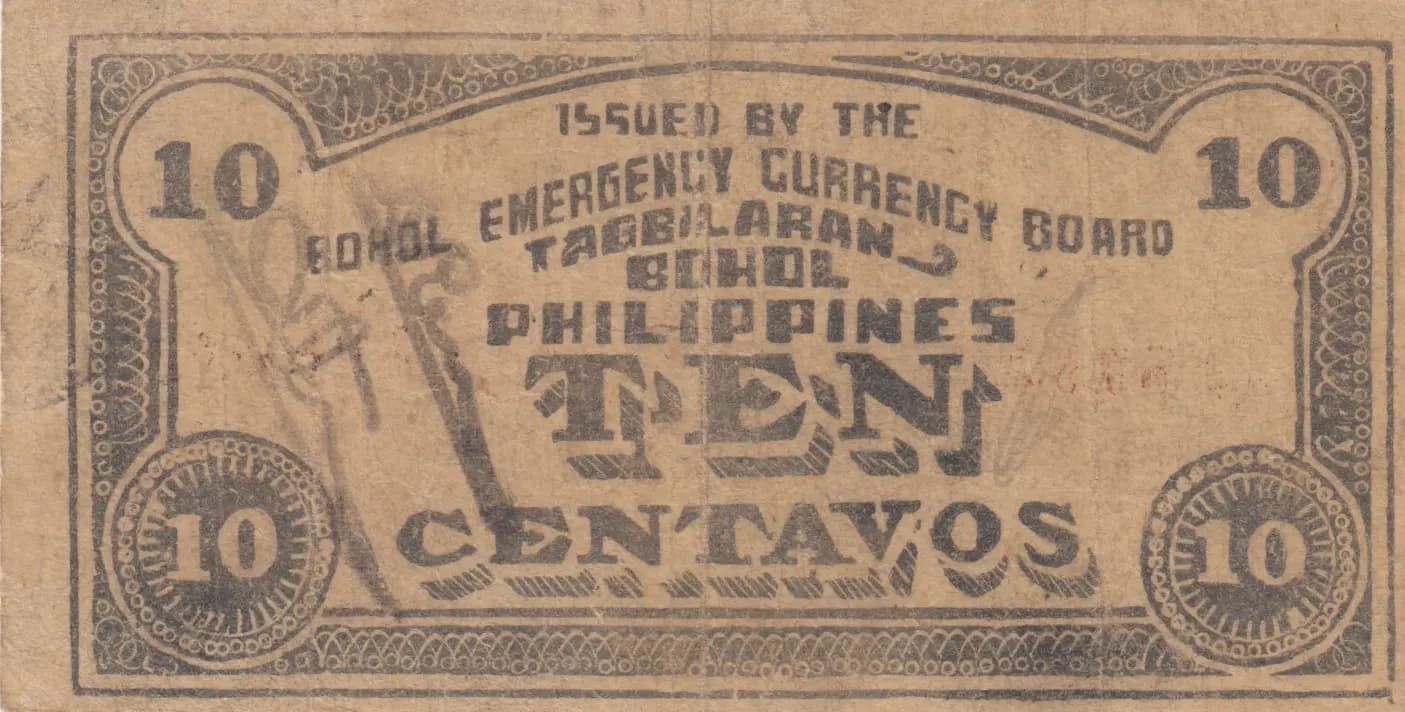 ISSUED BY THE
10 10
BOHOL EMERGENCY CURRENCY BOARD
TAGBILARAN
BOHOL
PHILIPPINES
TEN
CENTAVOS
10 10